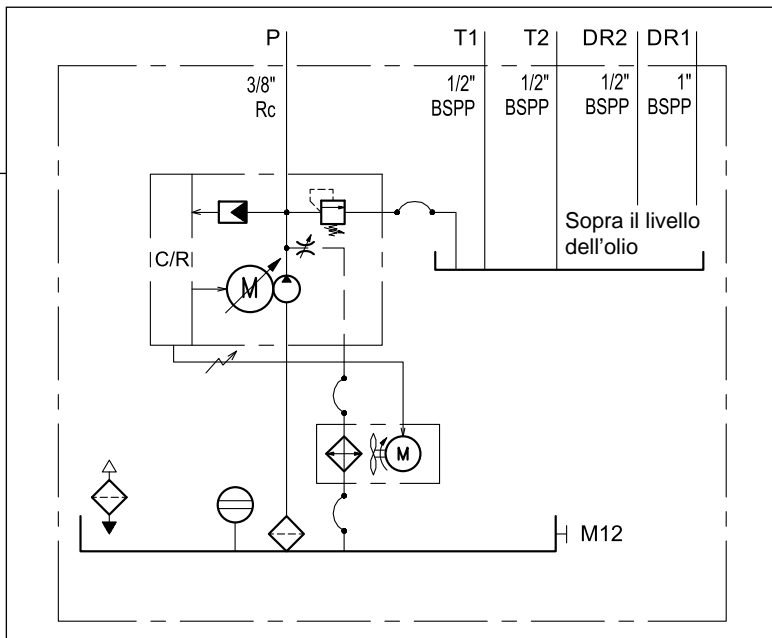 P
T1
T2
DR2
DR1
3/8"
Rc
1/2"
BSPP
1/2"
BSPP
1/2"
BSPP
1"
BSPP
Sopra il livello
dell'olio
C/R
M
M
M12